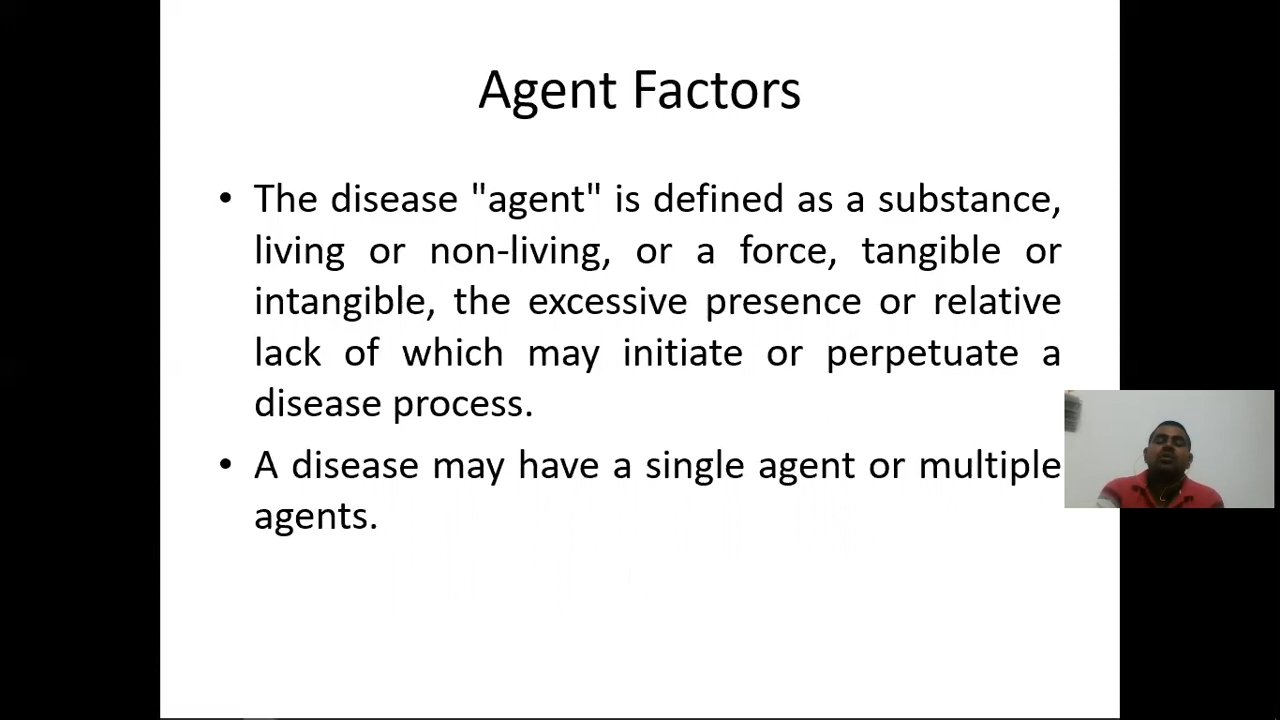 Agent Factors
• The disease "agent" is defined as a substance,
living or non-living, or a force, tangible or
intangible, the excessive presence or relative
lack of which may initiate or perpetuate a
disease process.
• A disease may have a single agent or multiple
agents.